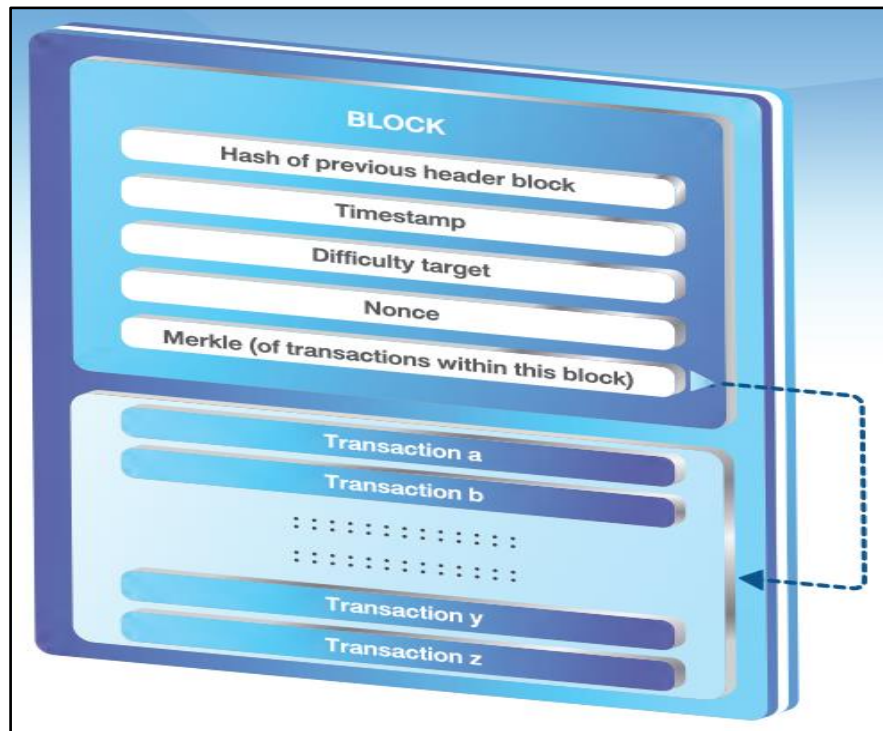 BLOCK
Hash of previous header block
Timestamp
Difficulty target
Nonce
Merkle (of transactions within this block)
Transaction a
Transaction b
Transaction y
Transaction z